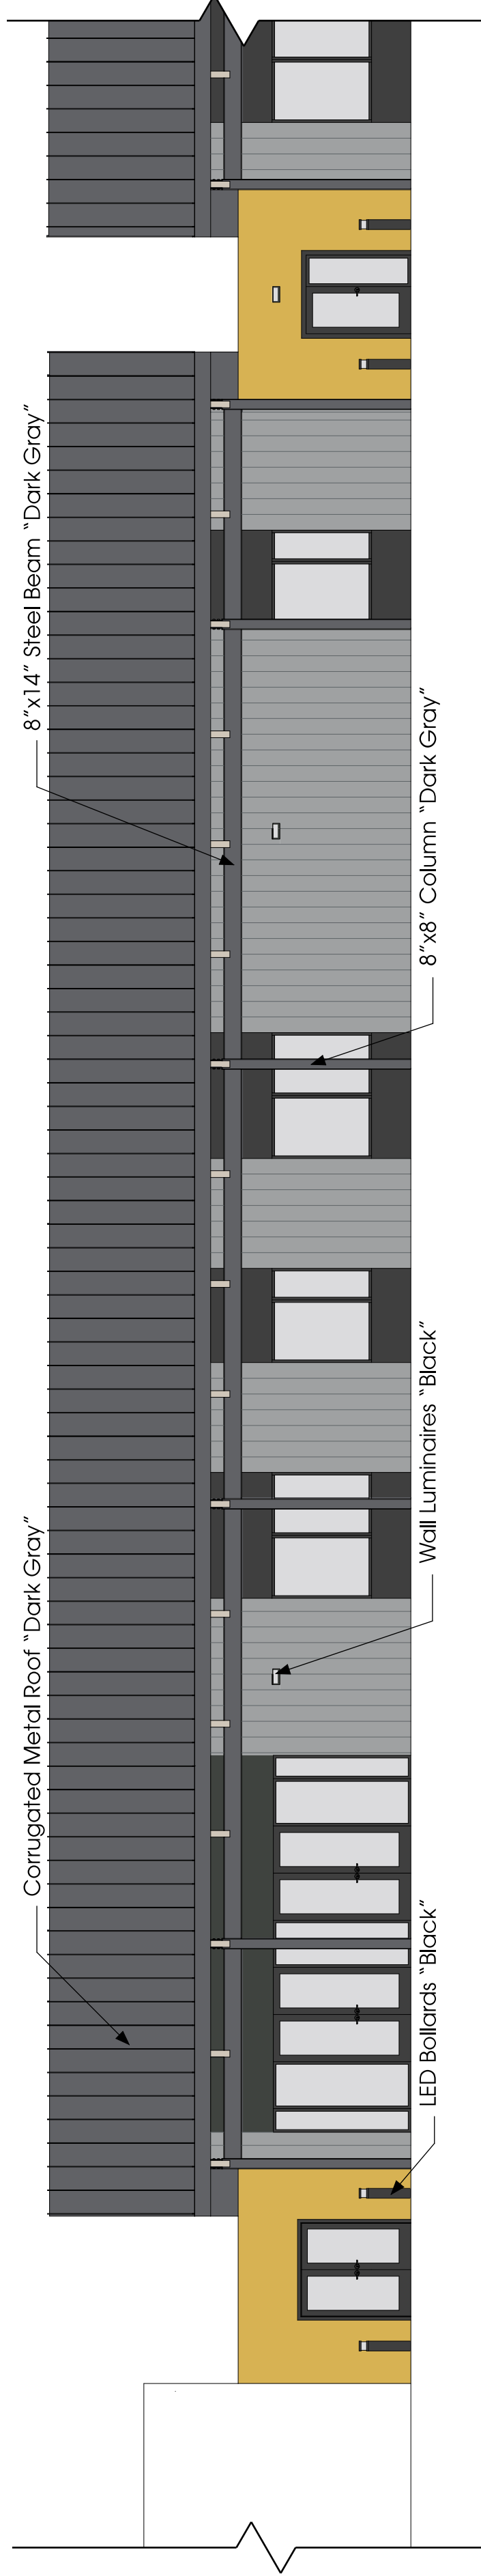 Corrugated Metal Roof “Dark Gray”
8”x14” Steel Beam “Dark Gray”
LED Bollards “Black”
Wall Luminaires “Black”
8”x8” Column “Dark Gray”